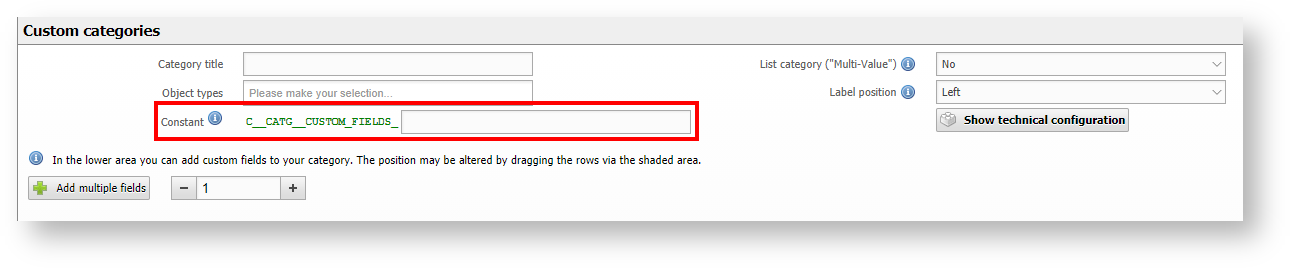 Custom categories
Category title
List category ("Multi-Value") No
Object types Please make your selection...
Label position Left
Constant C__CATG__CUSTOM_FIELDS_
Show technical configuration
In the lower area you can add custom fields to your category. The position may be altered by dragging the rows via the shaded area.
Add multiple fields − 1 +